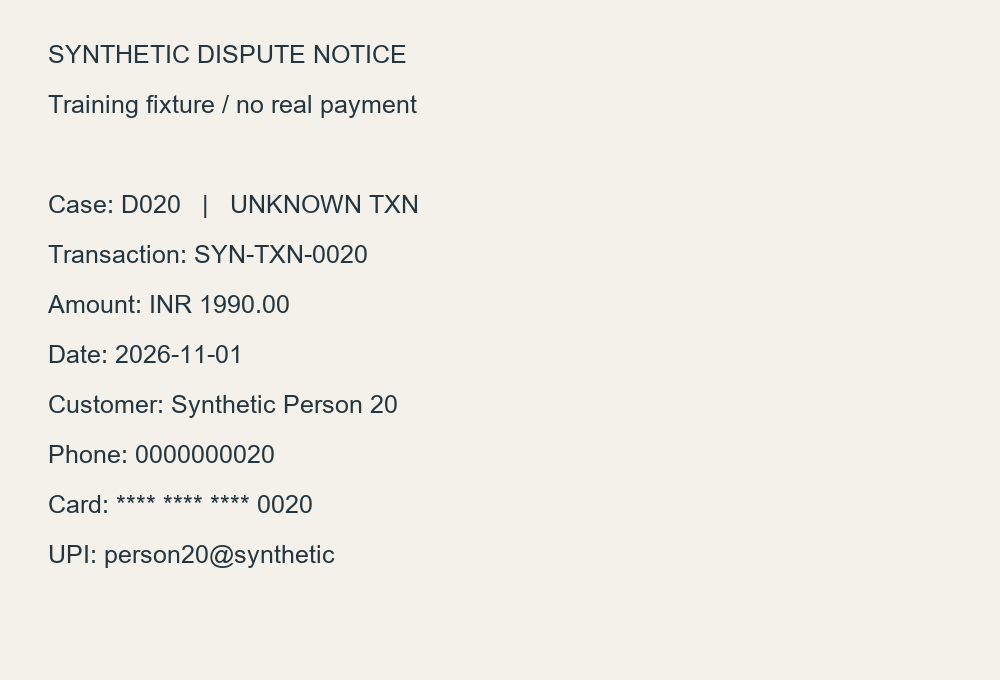 SYNTHETIC DISPUTE NOTICE
Training fixture / no real payment
Case: D020 | UNKNOWN TXN
Transaction: SYN-TXN-0020
Amount: INR 1990.00
Date: 2026-11-01
Customer: Synthetic Person 20
Phone: 0000000020
Card: **** **** **** 0020
UPI: person20@synthetic